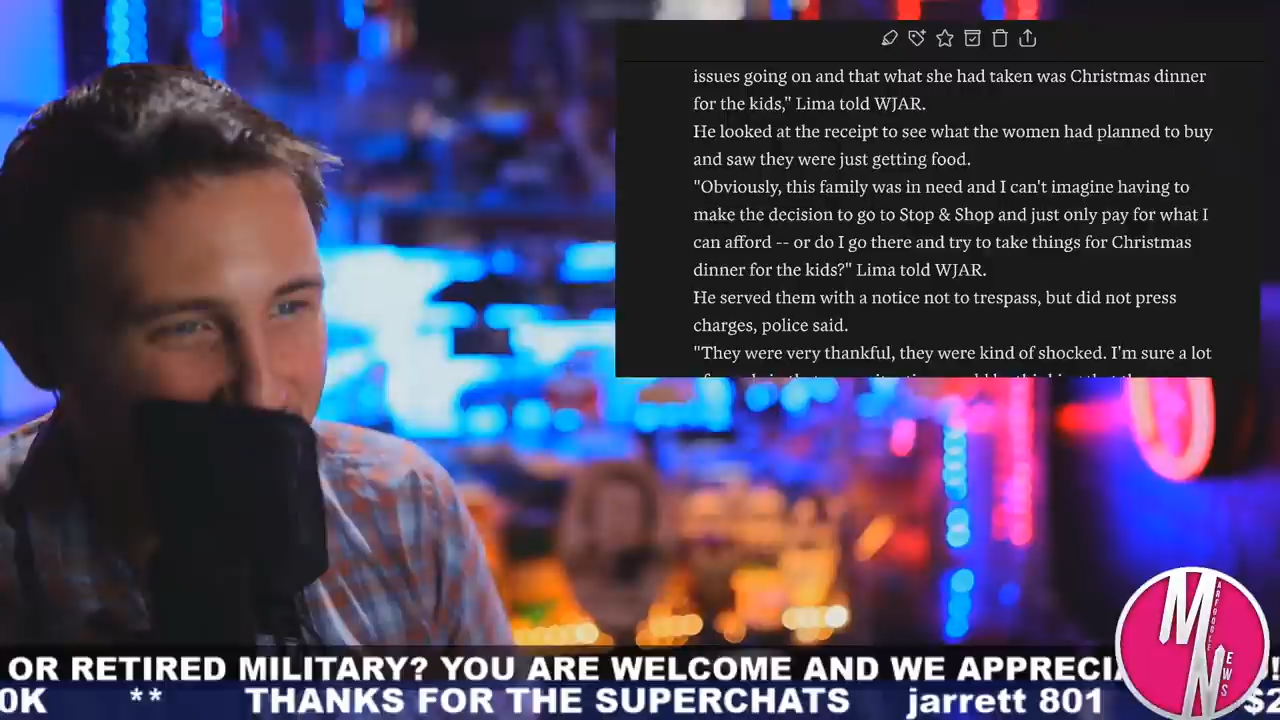 issues going on and that what she had taken was Christmas dinner
for the kids," Lima told WJAR.
He looked at the receipt to see what the women had planned to buy
and saw they were just getting food.
"Obviously, this family was in need and I can't imagine having to
make the decision to go to Stop & Shop and just only pay for what I
can afford -- or do I go there and try to take things for Christmas
dinner for the kids?" Lima told WJAR.
He served them with a notice not to trespass, but did not press
charges, police said.
"They were very thankful, they were kind of shocked. I'm sure a lot
OR RETIRED MILITARY? YOU ARE WELCOME AND WE APPRECIA
0K ** THANKS FOR THE SUPERCHATS jarrett 801 $2